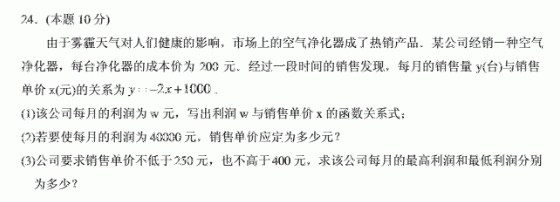 24．(本题 10 分)
由于雾霾天气对人们健康的影响，市场上的空气净化器成了热销产品．某公司经销一种空气
净化器，每台净化器的成本价为 200 元．经过一段时间的销售发现，每月的销售量 y(台)与销售
单价 x(元)的关系为 y=-2x+1000．
(1)该公司每月的利润为 w 元，写出利润 w 与销售单价 x 的函数关系式；
(2)若要使每月的利润为 40000 元，销售单价应定为多少元？
(3)公司要求销售单价不低于 250 元，也不高于 400 元，求该公司每月的最高利润和最低利润分别
为多少？